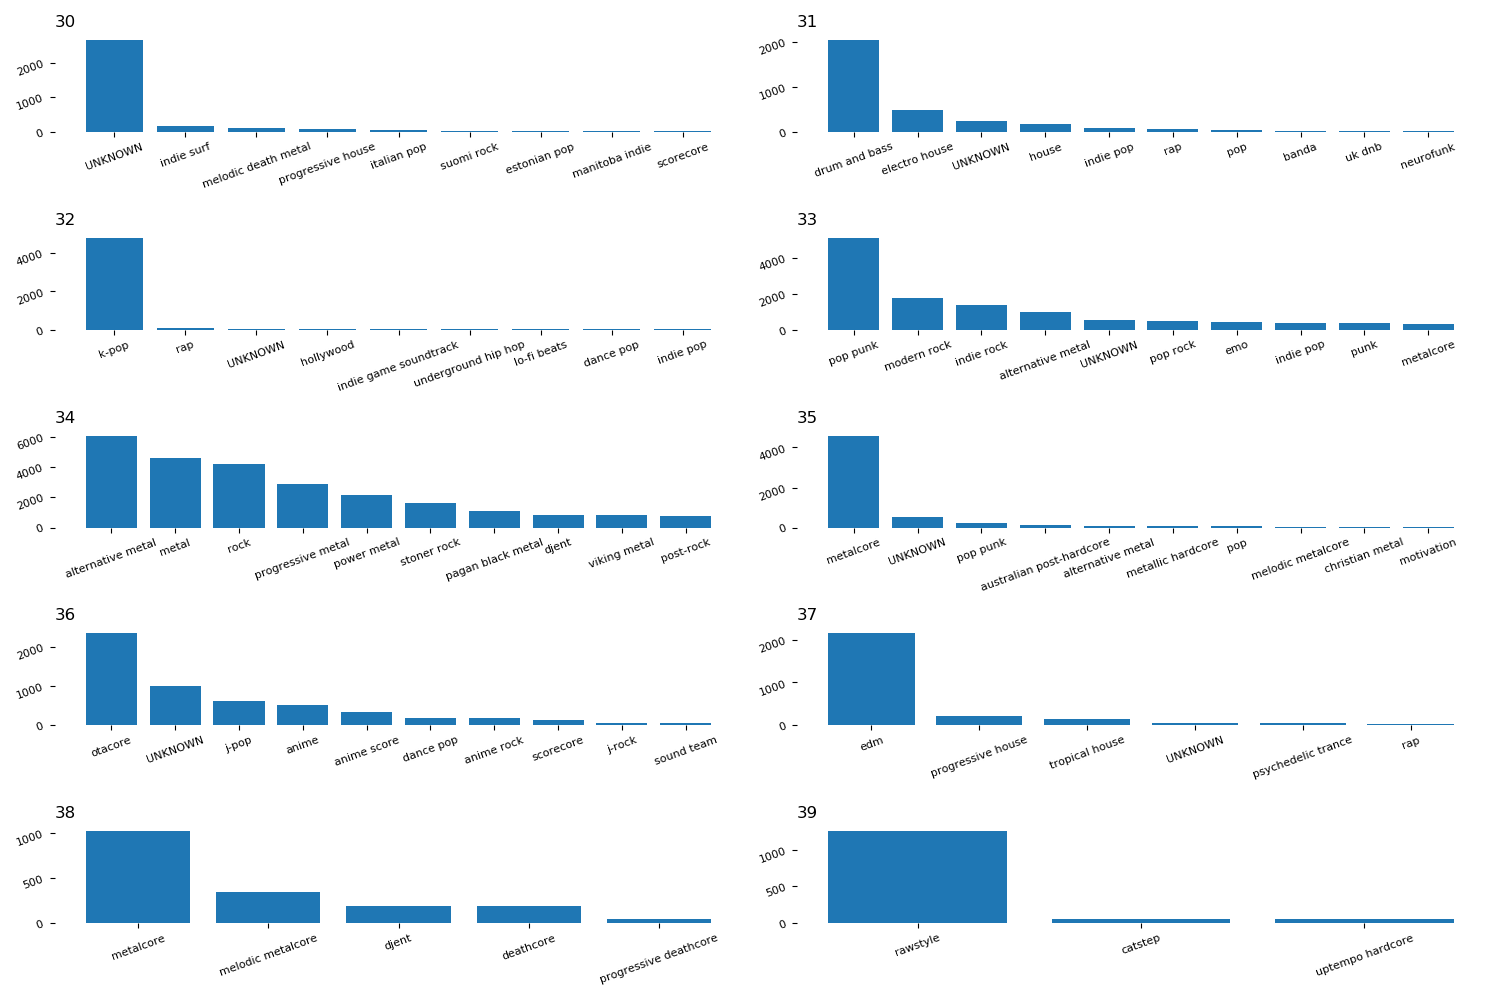 30
2000
1000
0
UNKNOWN
indie surf
melodic death metal
progressive house
italian pop
suomi rock
estonian pop
manitoba indie
scorecore
31
2000
1000
0
drum and bass
electro house
UNKNOWN
house
indie pop
rap
pop
banda
uk dnb
neurofunk
32
4000
2000
0
k-pop
rap
UNKNOWN
hollywood
indie game soundtrack
underground hip hop
lo-fi beats
dance pop
indie pop
33
4000
2000
0
pop punk
modern rock
indie rock
alternative metal
UNKNOWN
pop rock
emo
indie pop
punk
metalcore
34
6000
4000
2000
0
alternative metal
metal
rock
progressive metal
power metal
stoner rock
pagan black metal
djent
viking metal
post-rock
35
4000
2000
0
metalcore
UNKNOWN
pop punk
australian post-hardcore
alternative metal
metallic hardcore
pop
melodic metalcore
christian metal
motivation
36
2000
1000
0
otacore
UNKNOWN
j-pop
anime
anime score
dance pop
anime rock
scorecore
j-rock
sound team
37
2000
1000
0
edm
progressive house
tropical house
UNKNOWN
psychedelic trance
rap
38
1000
500
0
metalcore
melodic metalcore
djent
deathcore
progressive deathcore
39
1000
500
0
rawstyle
catstep
uptempo hardcore